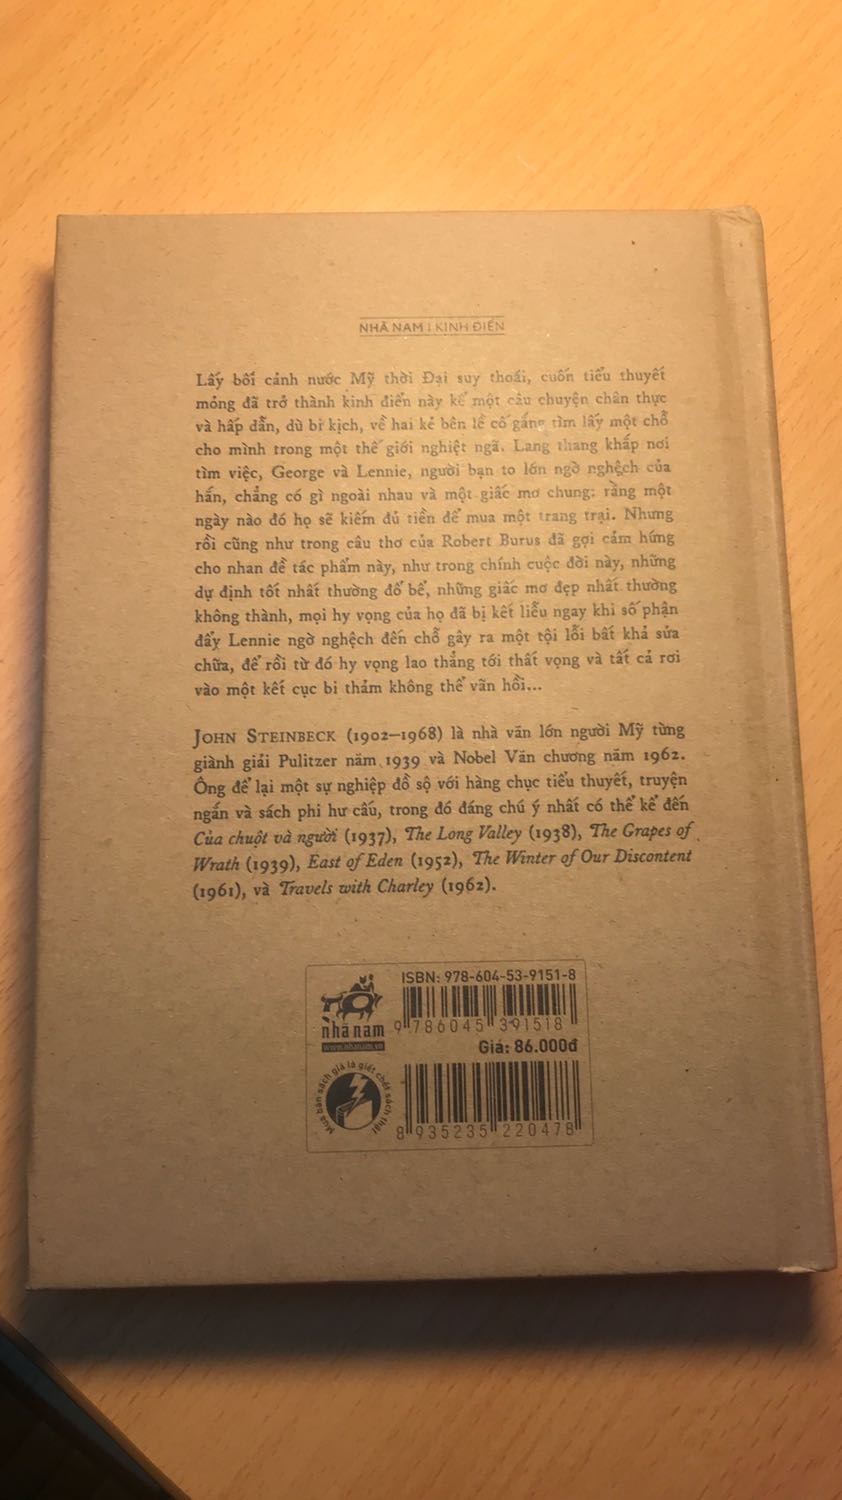 NHÃ NAM | KINH ĐIỂN
Lấy bối cảnh nước Mỹ thời Đại suy thoái, cuốn tiểu thuyết
mỏng đã trở thành kinh điển này kể một câu chuyện chân thực
và hấp dẫn, dù bi kịch, về hai kẻ bên lề cố gắng tìm lấy một chỗ
cho mình trong một thế giới nghiệt ngã. Lang thang khắp nơi
tìm việc, George và Lennie, người bạn to lớn ngờ nghệch của
hắn, chẳng có gì ngoài nhau và một giấc mơ chung: rằng một
ngày nào đó họ sẽ kiếm đủ tiền để mua một trang trại. Nhưng
rồi cũng như trong câu thơ của Robert Burus đã gợi cảm hứng
cho nhan đề tác phẩm này, như trong chính cuộc đời này, những
dự định tốt nhất thường đổ bể, những giấc mơ đẹp nhất thường
không thành, mọi hy vọng của họ đã bị kết liễu ngay khi số phận
đẩy Lennie ngờ nghệch đến chỗ gây ra một tội lỗi bất khả sửa
chữa, để rồi từ đó hy vọng lao thẳng tới thất vọng và tất cả rơi
vào một kết cục bi thảm không thể vãn hồi...
JOHN STEINBECK (1902–1968) là nhà văn lớn người Mỹ từng
giành giải Pulitzer năm 1939 và Nobel Văn chương năm 1962.
Ông để lại một sự nghiệp đồ sộ với hàng chục tiểu thuyết, truyện
ngắn và sách phi hư cấu, trong đó đáng chú ý nhất có thể kể đến
Của chuột và người (1937), The Long Valley (1938), The Grapes of
Wrath (1939), East of Eden (1952), The Winter of Our Discontent
(1961), và Travels with Charley (1962).
ISBN: 978-604-53-9151-8
9 786045 391518
nhã nam
www.nhanam.vn
Giá: 86.000đ
Mua bán sách giả là giết chết sách thật
8 935235 220478